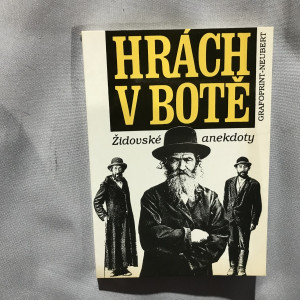 HRÁCH
V BOTĚ
GRAFOPRINT-NEUBERT
Židovské anekdoty